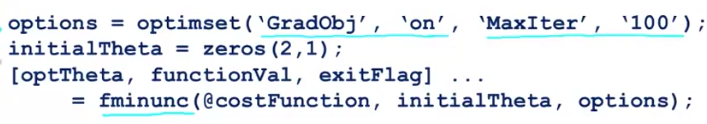 options = optimset(‘GradObj’, ‘on’, ‘MaxIter’, ‘100’);
initialTheta = zeros(2,1);
[optTheta, functionVal, exitFlag] ...
= fminunc(@costFunction, initialTheta, options);